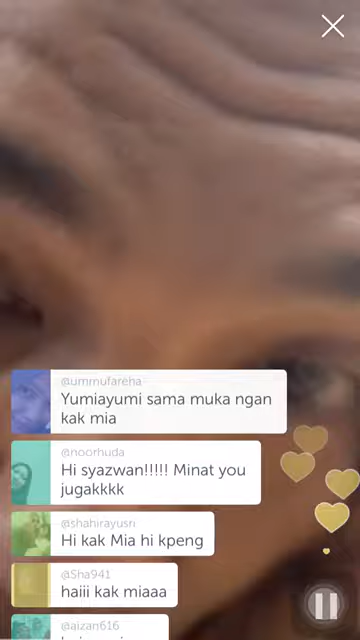 @ummufareha
Yumiayumi sama muka ngan
kak mia
@noorhuda
Hi syazwan!!!!! Minat you
jugakkkk
@shahirayusri
Hi kak Mia hi kpeng
@Sha941
haiii kak miaaa
@aizan616